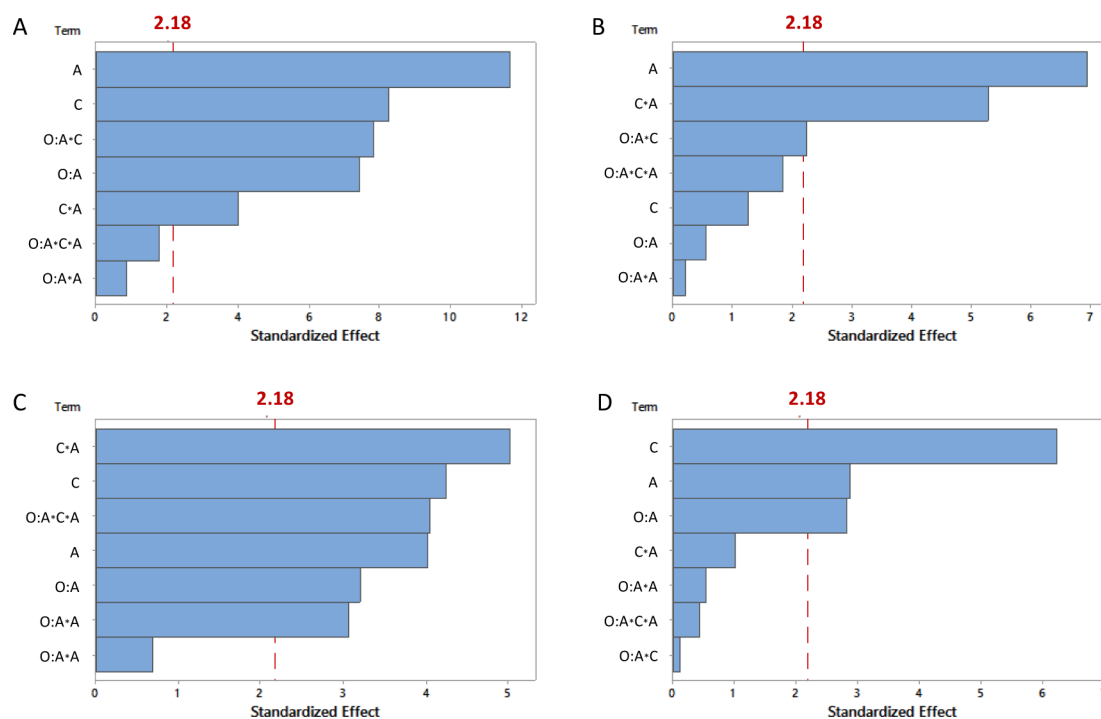 A
Term
2.18
A
C
O:A*C
O:A
C*A
O:A*C*A
O:A*A
0 2 4 6 8 10 12
Standardized Effect
B
Term
2.18
A
C*A
O:A*C
O:A*C*A
C
O:A
O:A*A
0 1 2 3 4 5 6 7
Standardized Effect
C
Term
2.18
C*A
C
O:A*C*A
A
O:A
O:A*A
O:A*A
0 1 2 3 4 5
Standardized Effect
D
Term
2.18
C
A
O:A
C*A
O:A*A
O:A*C*A
O:A*C
0 1 2 3 4 5 6
Standardized Effect